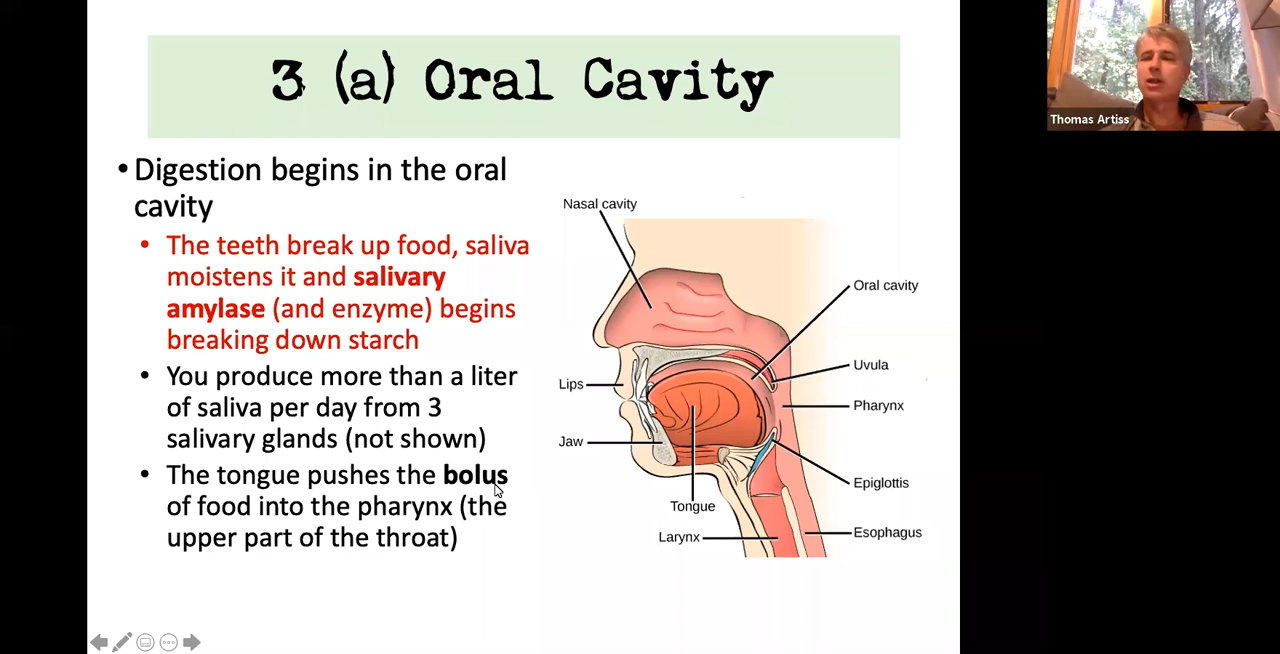 3 (a) Oral Cavity
Thomas Artiss
• Digestion begins in the oral
cavity
• The teeth break up food, saliva
moistens it and salivary
amylase (and enzyme) begins
breaking down starch
• You produce more than a liter
of saliva per day from 3
salivary glands (not shown)
• The tongue pushes the bolus
of food into the pharynx (the
upper part of the throat)
Nasal cavity
Oral cavity
Uvula
Lips
Pharynx
Jaw
Epiglottis
Tongue
Esophagus
Larynx